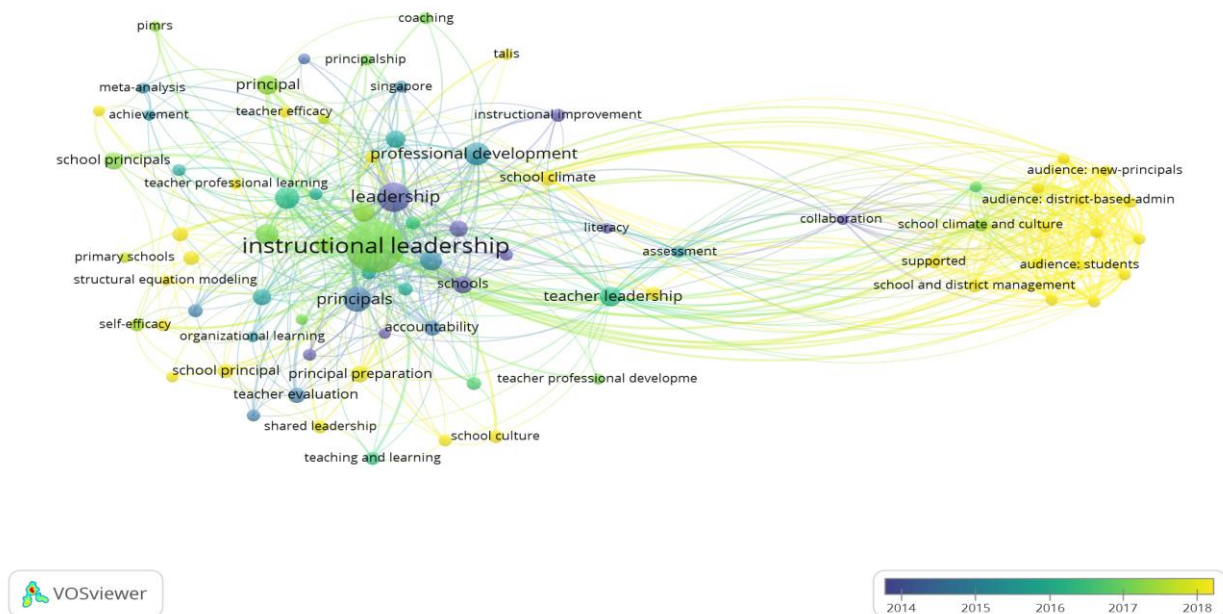 coaching
pimrs
talis
principalship
meta-analysis
principal
singapore
achievement
teacher efficacy
instructional improvement
school principals
professional development
audience: new-principals
teacher professional learning
school climate
leadership
audience: district-based-admin
collaboration
school climate and culture
literacy
instructional leadership
assessment
primary schools
supported
audience: students
structural equation modeling
schools
school and district management
principals
teacher leadership
self-efficacy
accountability
organizational learning
school principal
principal preparation
teacher professional developme
teacher evaluation
shared leadership
school culture
teaching and learning
VOSviewer
2014 2015 2016 2017 2018